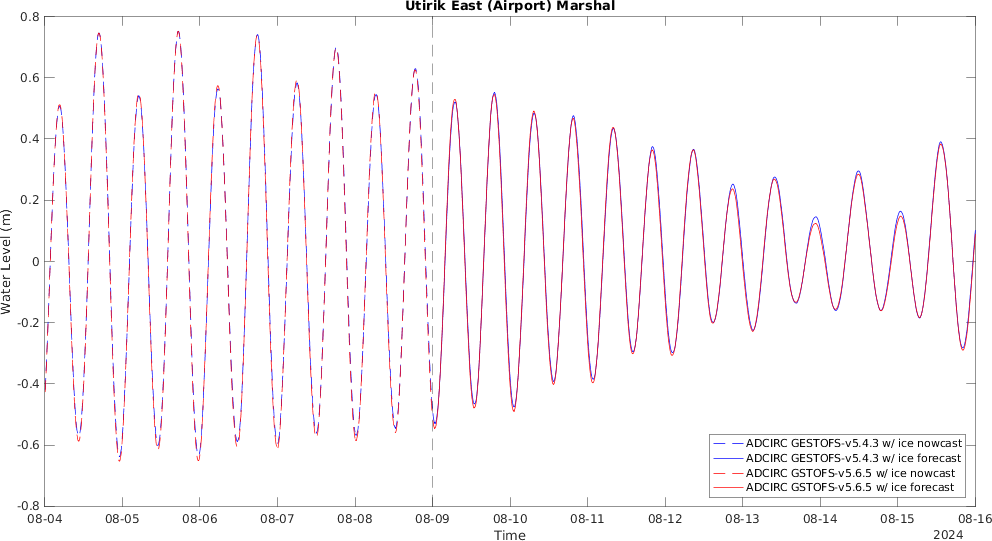 Utirik East (Airport) Marshal
0.8
0.6
0.4
0.2
0
-0.2
-0.4
-0.6
-0.8
Water Level (m)
ADCIRC GESTOFS-v5.4.3 w/ ice nowcast
ADCIRC GESTOFS-v5.4.3 w/ ice forecast
ADCIRC GSTOFS-v5.6.5 w/ ice nowcast
ADCIRC GSTOFS-v5.6.5 w/ ice forecast
08-04 08-05 08-06 08-07 08-08 08-09 08-10 08-11 08-12 08-13 08-14 08-15 08-16
Time
2024